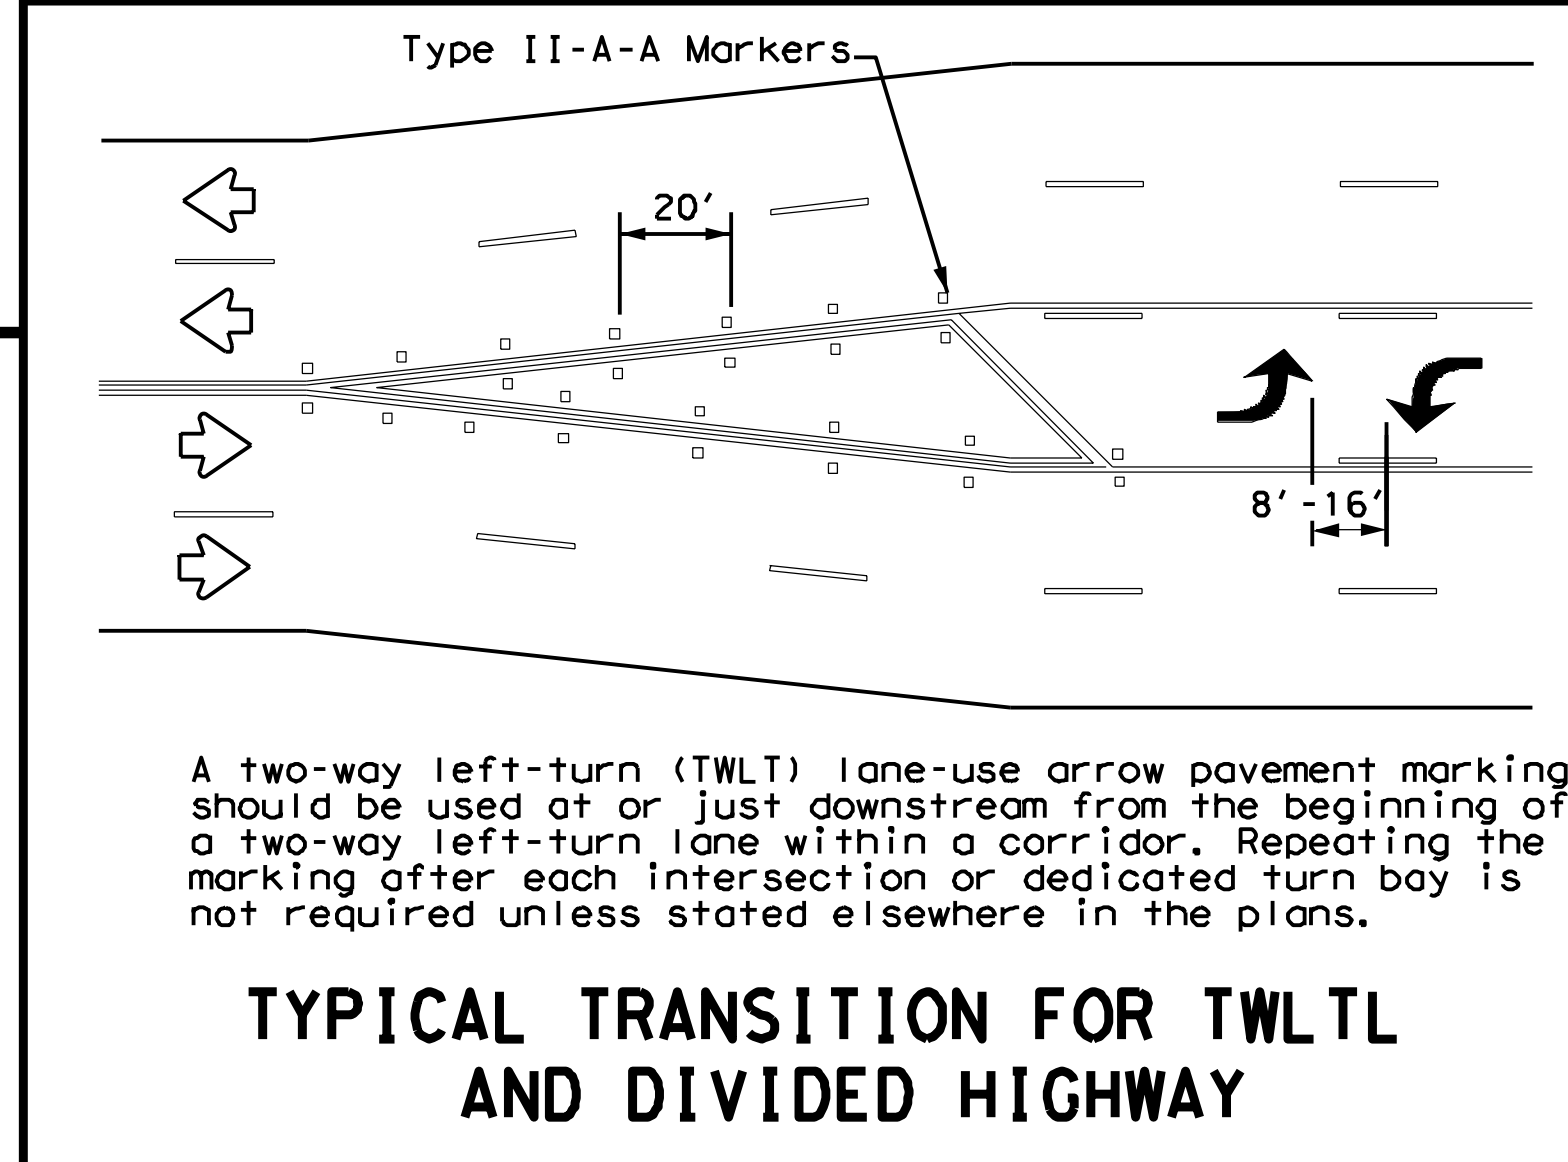 Type II-A-A Markers
20'
8'-16'
A two-way left-turn (TWLT) lane-use arrow pavement marking
should be used at or just downstream from the beginning of
a two-way left-turn lane within a corridor. Repeating the
marking after each intersection or dedicated turn bay is
not required unless stated elsewhere in the plans.
TYPICAL TRANSITION FOR TWLTL
AND DIVIDED HIGHWAY